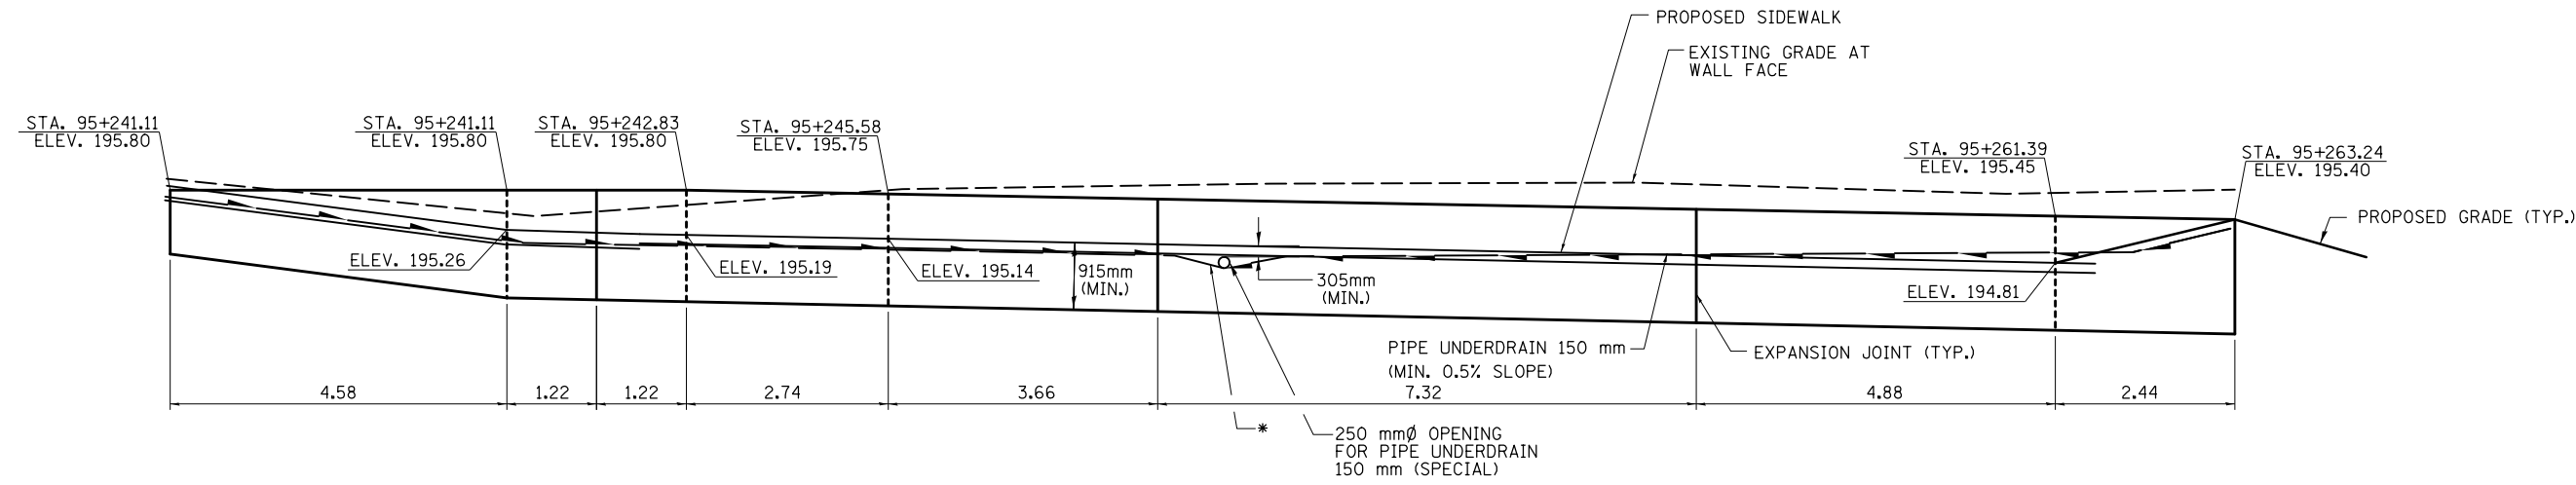 PROPOSED SIDEWALK
EXISTING GRADE AT
WALL FACE
STA. 95+241.11
ELEV. 195.80
STA. 95+241.11
ELEV. 195.80
STA. 95+242.83
ELEV. 195.80
STA. 95+245.58
ELEV. 195.75
STA. 95+261.39
ELEV. 195.45
STA. 95+263.24
ELEV. 195.40
PROPOSED GRADE (TYP.)
ELEV. 195.26
ELEV. 195.19
ELEV. 195.14
915mm
(MIN.)
305mm
(MIN.)
ELEV. 194.81
PIPE UNDERDRAIN 150 mm
(MIN. 0.5% SLOPE)
EXPANSION JOINT (TYP.)
4.58
1.22
1.22
2.74
3.66
7.32
4.88
2.44
*
250 mmØ OPENING
FOR PIPE UNDERDRAIN
150 mm (SPECIAL)